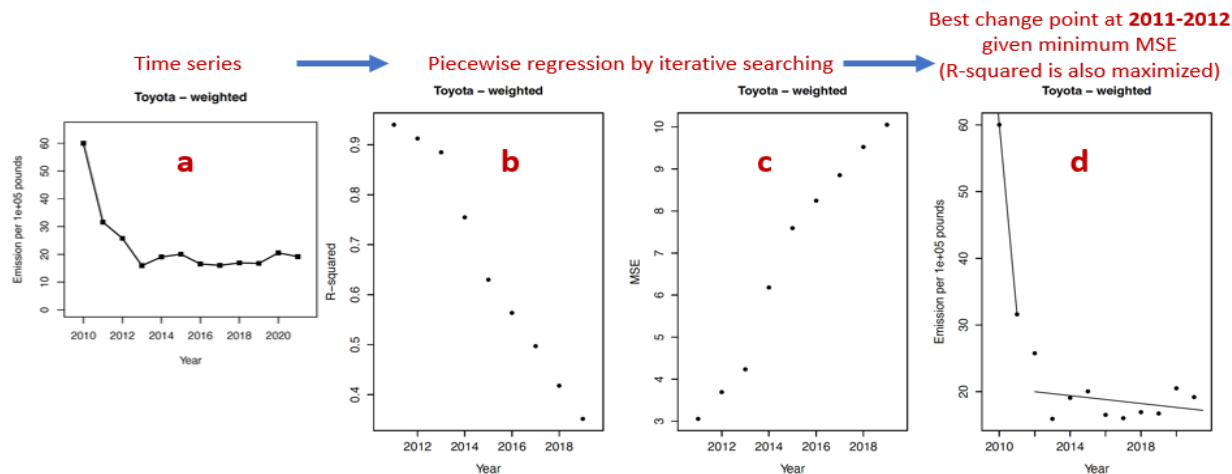 Best change point at 2011-2012
given minimum MSE
(R-squared is also maximized)
Time series
Piecewise regression by iterative searching
Toyota – weighted
a
Emission per 1e+05 pounds
60
50
40
30
20
10
0
2010 2012 2014 2016 2018 2020
Year
Toyota – weighted
b
R-squared
0.9
0.8
0.7
0.6
0.5
0.4
2012 2014 2016 2018
Year
Toyota – weighted
c
MSE
10
9
8
7
6
5
4
3
2012 2014 2016 2018
Year
Toyota – weighted
d
Emission per 1e+05 pounds
60
50
40
30
20
2010 2014 2018
Year